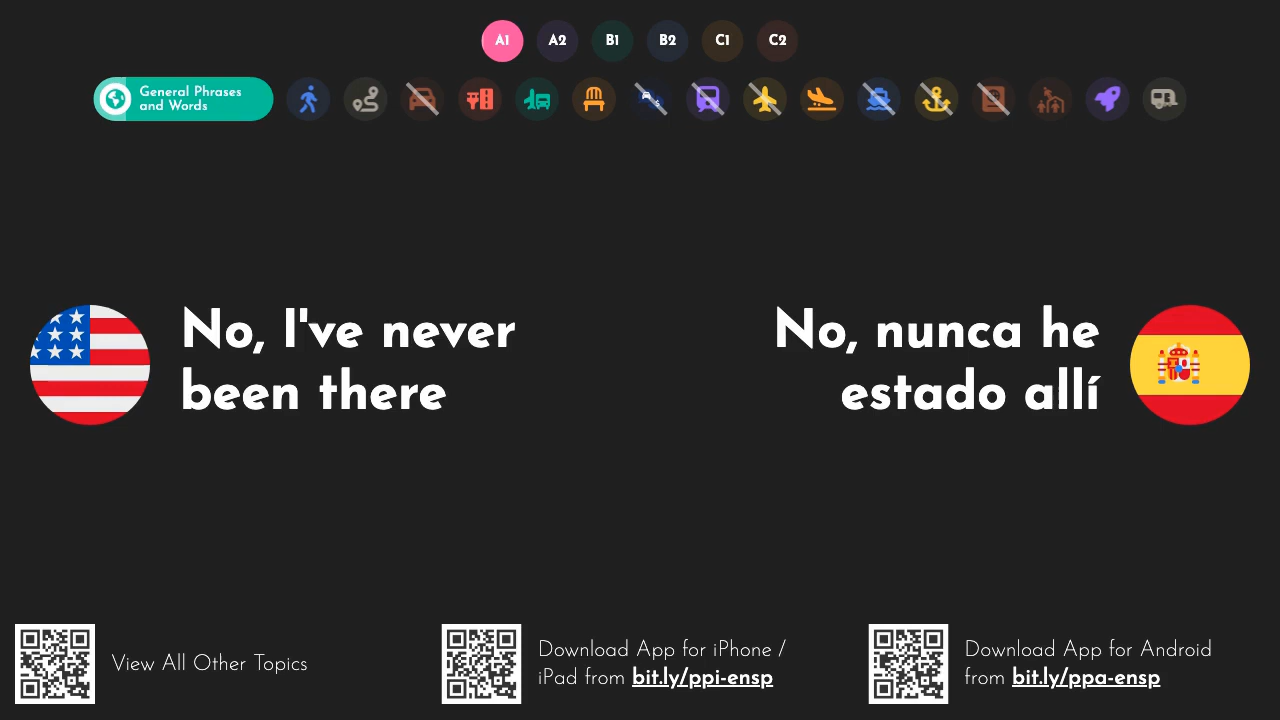 A1 A2 B1 B2 C1 C2
General Phrases
and Words
No, I've never
been there
No, nunca he
estado allí
View All Other Topics
Download App for iPhone /
iPad from bit.ly/ppi-ensp
Download App for Android
from bit.ly/ppa-ensp